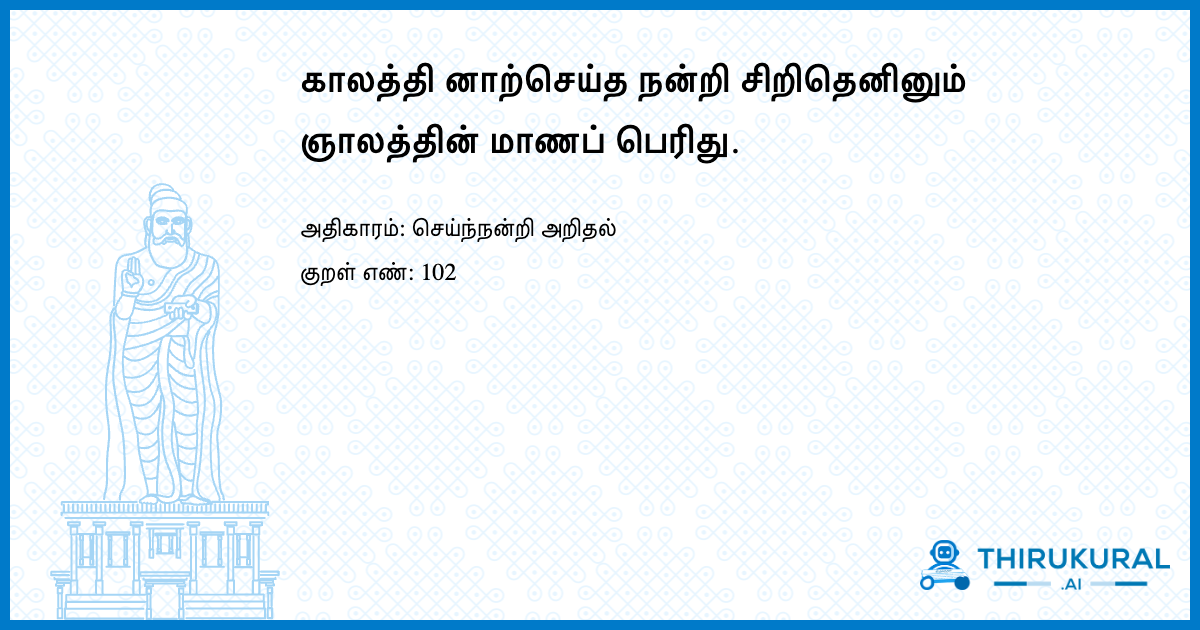 காலத்தி னாற்செய்த நன்றி சிறிதெனினும்
ஞாலத்தின் மாணப் பெரிது.
அதிகாரம்: செய்ந்நன்றி அறிதல்
குறள் எண்: 102
THIRUKURAL
.AI